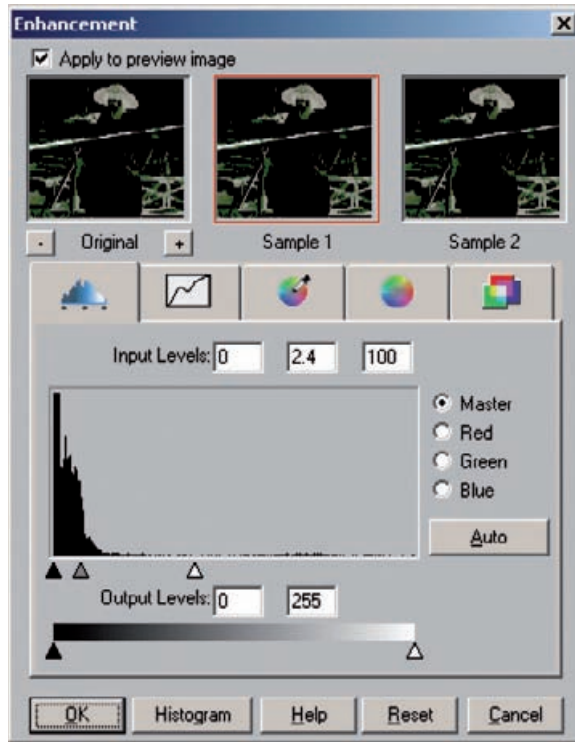 Enhancement
Apply to preview image
- Original + Sample 1 Sample 2
Input Levels: 0 2.4 100
Master
Red
Green
Blue
Auto
Output Levels: 0 255
OK Histogram Help Reset Cancel